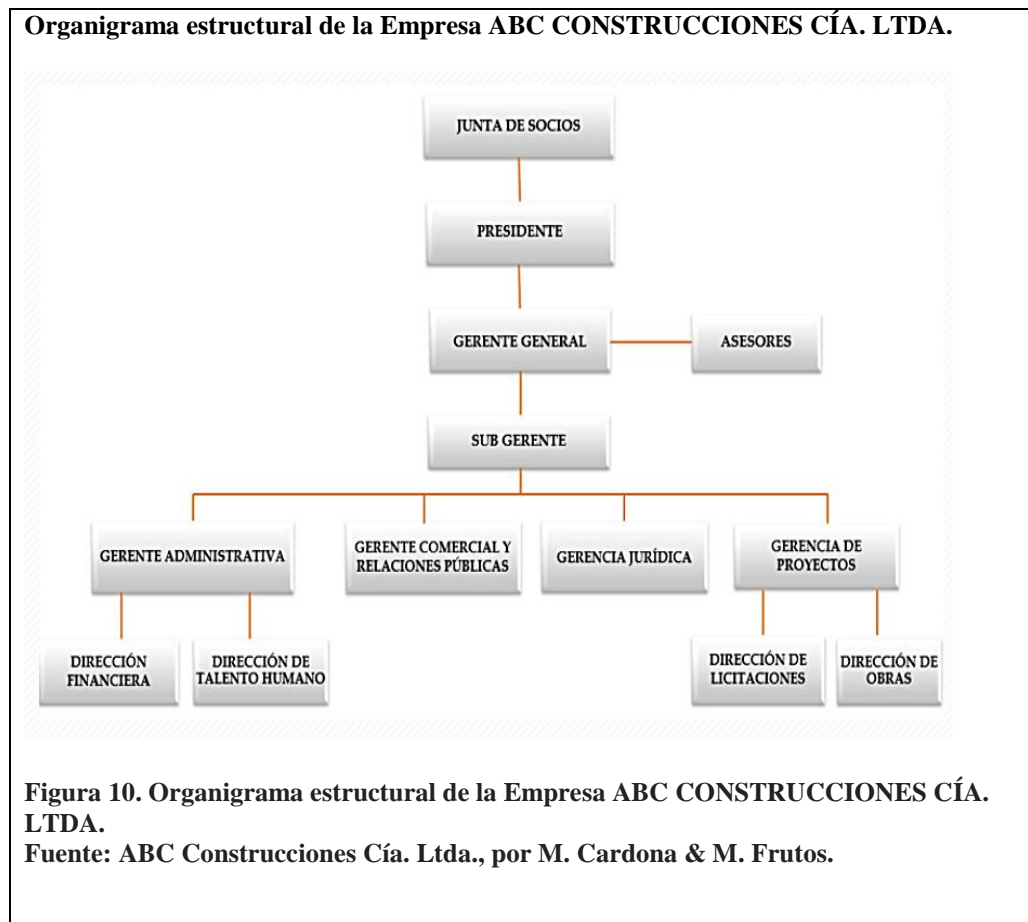 Organigrama estructural de la Empresa ABC CONSTRUCCIONES CÍA. LTDA.
JUNTA DE SOCIOS
PRESIDENTE
GERENTE GENERAL
ASESORES
SUB GERENTE
GERENTE ADMINISTRATIVA
GERENTE COMERCIAL Y
RELACIONES PÚBLICAS
GERENCIA JURÍDICA
GERENCIA DE
PROYECTOS
DIRECCIÓN
FINANCIERA
DIRECCIÓN DE
TALENTO HUMANO
DIRECCIÓN DE
LICITACIONES
DIRECCIÓN DE
OBRAS
Figura 10. Organigrama estructural de la Empresa ABC CONSTRUCCIONES CÍA.
LTDA.
Fuente: ABC Construcciones Cía. Ltda., por M. Cardona & M. Frutos.